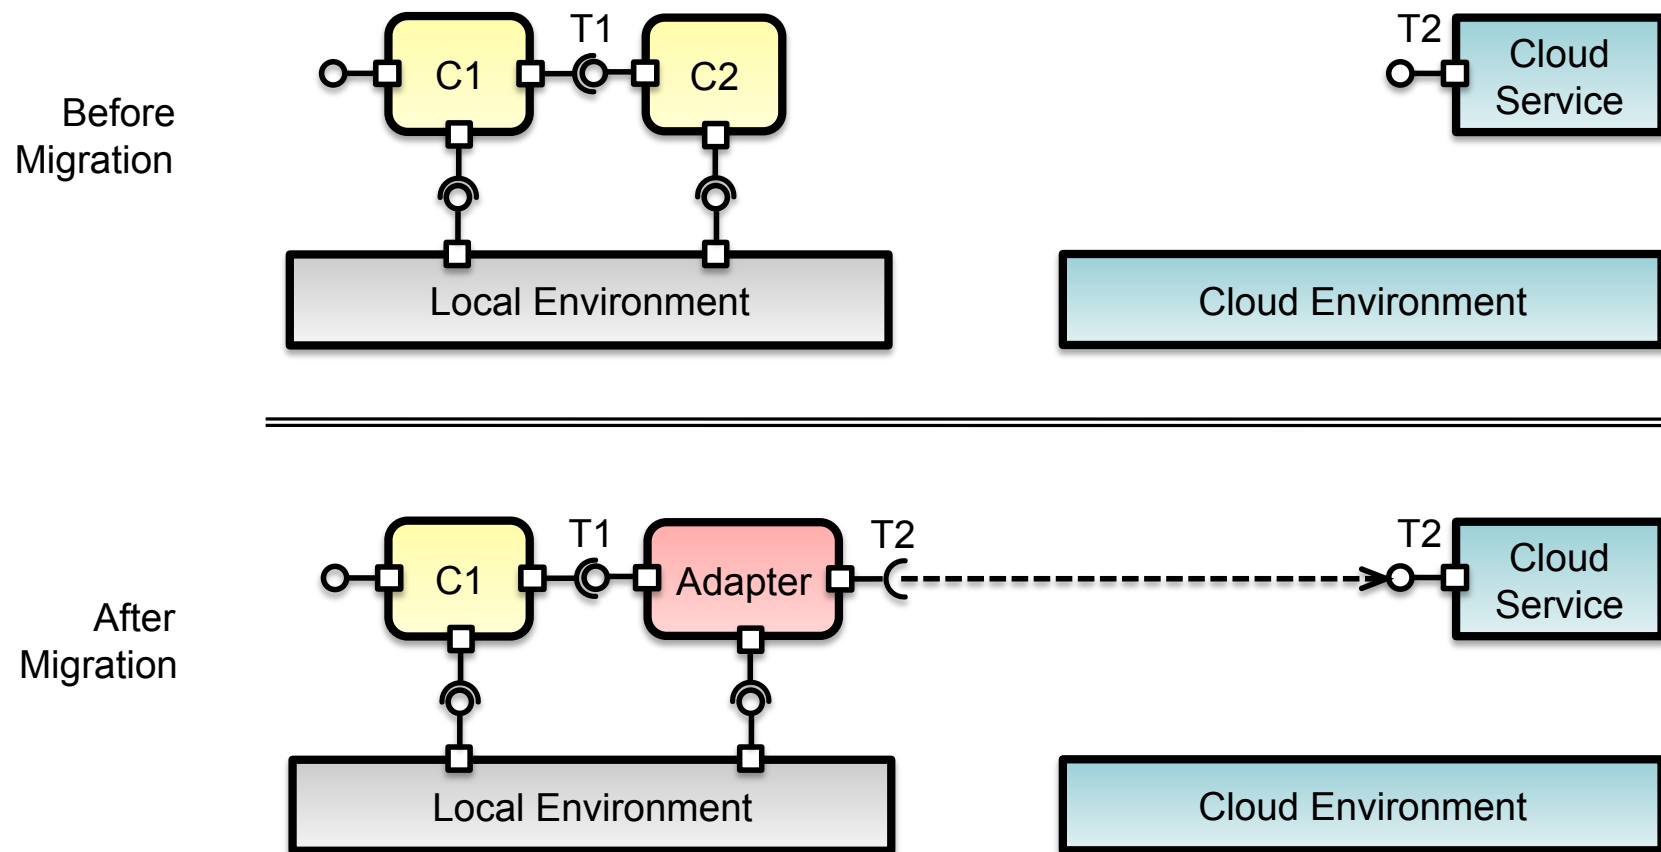 T1
T2
C1
C2
Cloud
Service
Before
Migration
Local Environment
Cloud Environment
T1
T2
T2
C1
Adapter
Cloud
Service
After
Migration
Local Environment
Cloud Environment